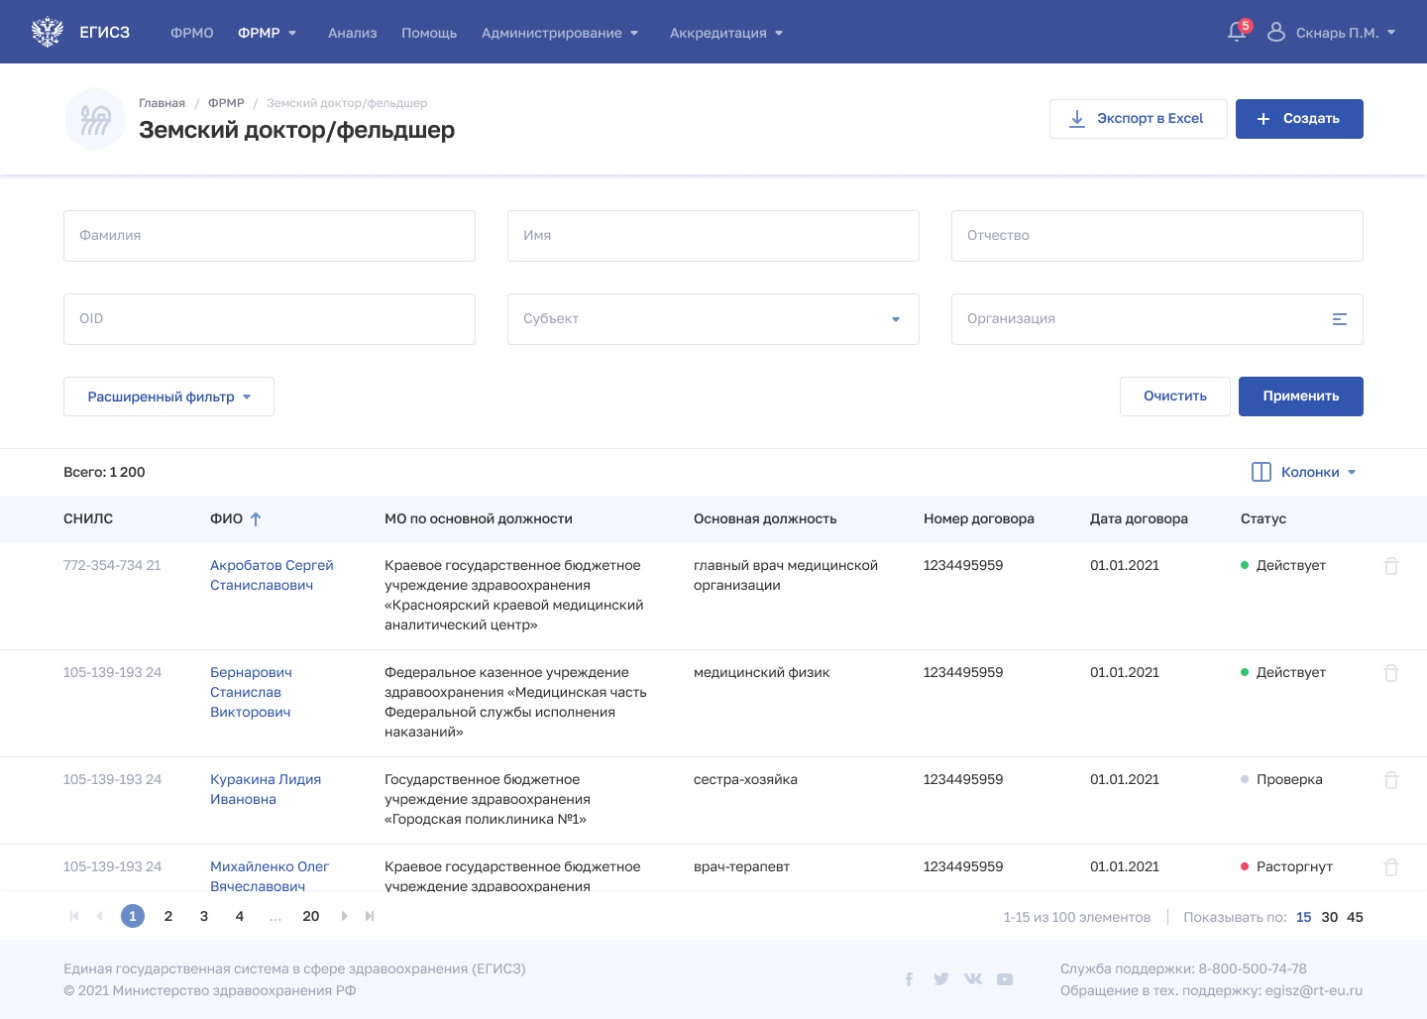 ЕГИСЗ ФРМО ФРМР Анализ Помощь Администрирование Аккредитация 5 Скнарь П.М.
Главная / ФРМР / Земский доктор/фельдшер
Земский доктор/фельдшер
Экспорт в Excel + Создать
Фамилия Имя Отчество
OID Субъект Организация
Расширенный фильтр Очистить Применить
Всего: 1 200 Колонки
СНИЛС ФИО МО по основной должности Основная должность Номер договора Дата договора Статус
772-354-734 21 Акробатов Сергей Краевое государственное бюджетное главный врач медицинской 1234495959 01.01.2021 Действует
Станиславович учреждение здравоохранения организации
«Красноярский краевой медицинский
аналитический центр»
105-139-193 24 Бернарович Федеральное казенное учреждение медицинский физик 1234495959 01.01.2021 Действует
Станислав здравоохранения «Медицинская часть
Викторович Федеральной службы исполнения
наказаний»
105-139-193 24 Куракина Лидия Государственное бюджетное сестра-хозяйка 1234495959 01.01.2021 Проверка
Ивановна учреждение здравоохранения
«Городская поликлиника №1»
105-139-193 24 Михайленко Олег Краевое государственное бюджетное врач-терапевт 1234495959 01.01.2021 Расторгнут
Вячеславович учреждение здравоохранения
1 2 3 4 ... 20 1-15 из 100 элементов Показывать по: 15 30 45
Единая государственная система в сфере здравоохранения (ЕГИСЗ) Служба поддержки: 8-800-500-74-78
© 2021 Министерство здравоохранения РФ Обращение в тех. поддержку: egisz@rt-eu.ru